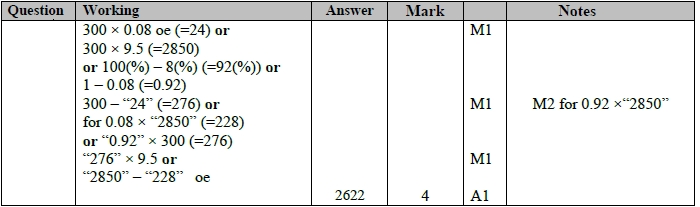 Question Working Answer Mark Notes
300 × 0.08 oe (=24) or M1
300 × 9.5 (=2850)
or 100(%) – 8(%) (=92(%)) or
1 – 0.08 (=0.92)
300 – “24” (=276) or M1 M2 for 0.92 ×“2850”
for 0.08 × “2850” (=228)
or “0.92” × 300 (=276)
“276” × 9.5 or M1
“2850” – “228” oe
2622 4 A1